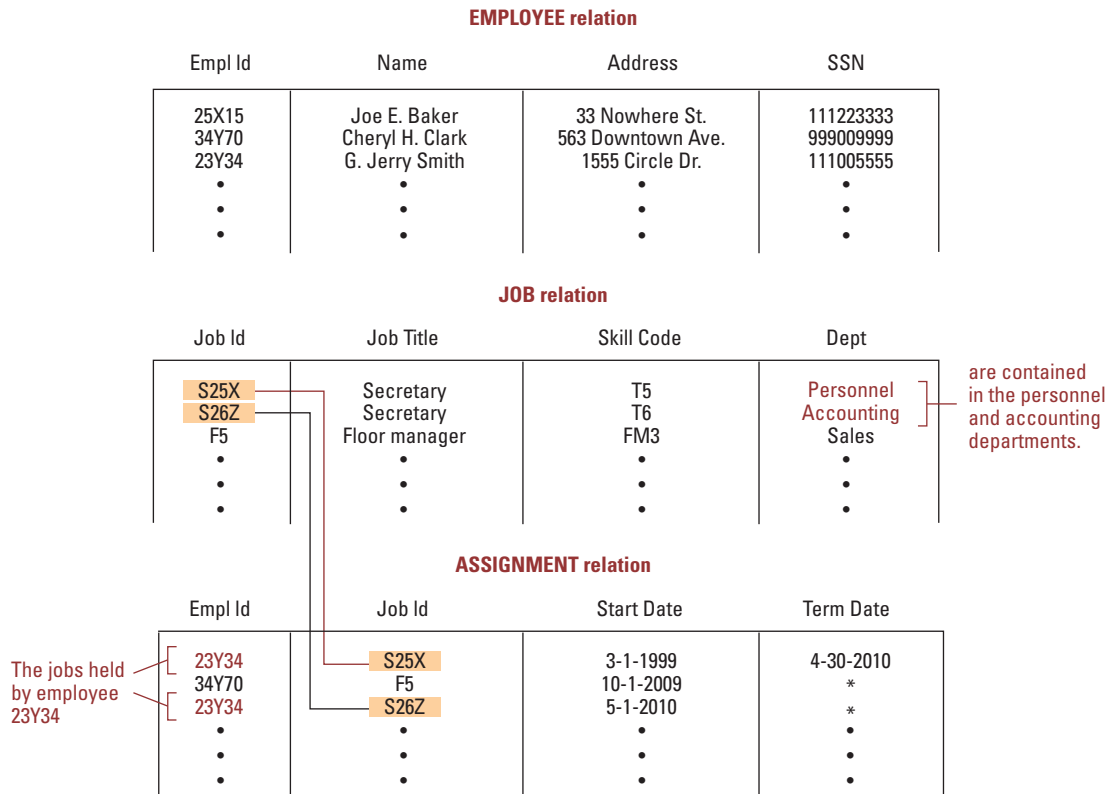 EMPLOYEE relation
Empl Id Name Address SSN
25X15 Joe E. Baker 33 Nowhere St. 111223333
34Y70 Cheryl H. Clark 563 Downtown Ave. 999009999
23Y34 G. Jerry Smith 1555 Circle Dr. 111005555
JOB relation
Job Id Job Title Skill Code Dept
S25X Secretary T5 Personnel
S26Z Secretary T6 Accounting
F5 Floor manager FM3 Sales
are contained
in the personnel
and accounting
departments.
ASSIGNMENT relation
Empl Id Job Id Start Date Term Date
23Y34 S25X 3-1-1999 4-30-2010
34Y70 F5 10-1-2009 *
23Y34 S26Z 5-1-2010 *
The jobs held
by employee
23Y34